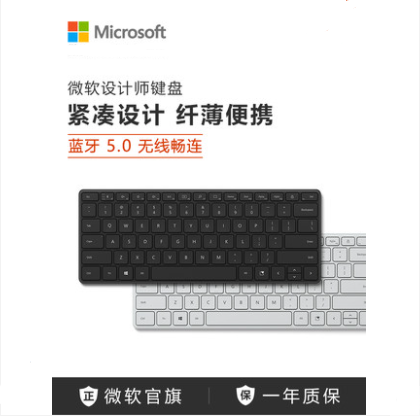 Microsoft
微软设计师键盘
紧凑设计 纤薄便携
蓝牙 5.0 无线畅连
正 微软官旗
保 一年质保